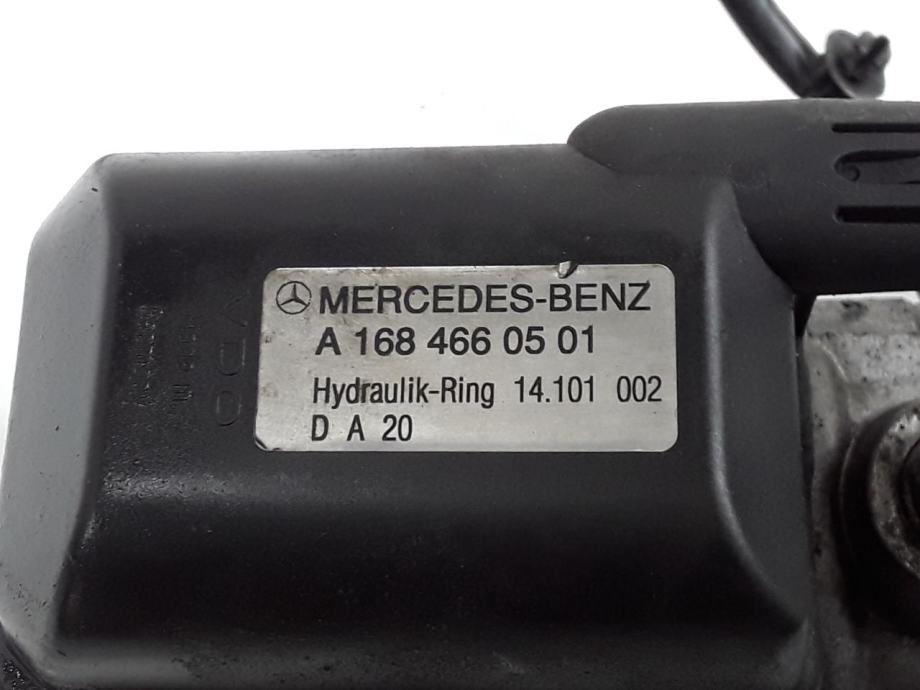 MERCEDES-BENZ
A 168 466 05 01
Hydraulik-Ring 14.101 002
D A 20